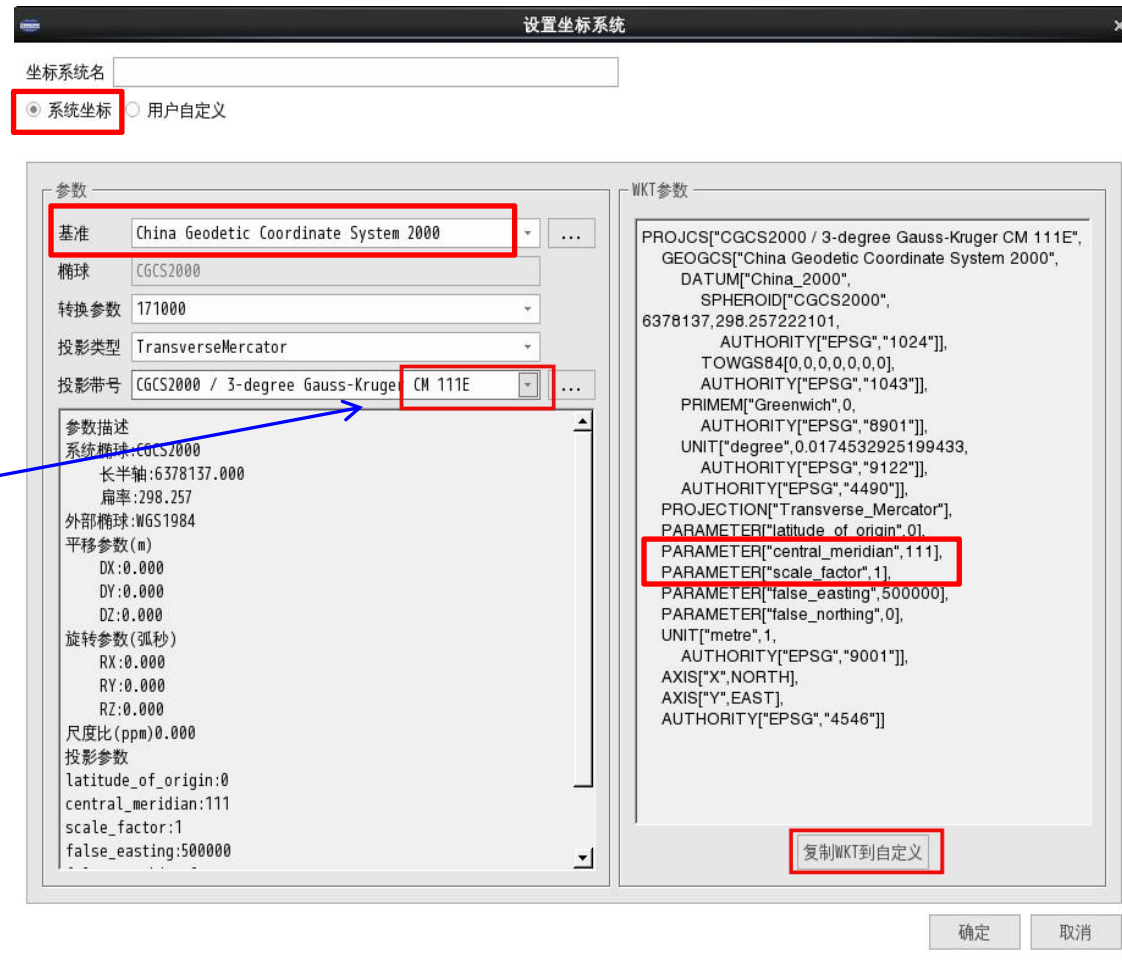 设置坐标系统
坐标系统名
系统坐标 用户自定义
参数
基准 China Geodetic Coordinate System 2000 ...
椭球 CGCS2000
转换参数 171000
投影类型 TransverseMercator
投影带号 CGCS2000 / 3-degree Gauss-Kruger CM 111E ...
参数描述
系统椭球:CGCS2000
长半轴:6378137.000
扁率:298.257
外部椭球:WGS1984
平移参数(m)
DX:0.000
DY:0.000
DZ:0.000
旋转参数(弧秒)
RX:0.000
RY:0.000
RZ:0.000
尺度比(ppm)0.000
投影参数
latitude_of_origin:0
central_meridian:111
scale_factor:1
false_easting:500000
WKT参数
PROJCS["CGCS2000 / 3-degree Gauss-Kruger CM 111E",
GEOGCS["China Geodetic Coordinate System 2000",
DATUM["China_2000",
SPHEROID["CGCS2000",
6378137,298.257222101,
AUTHORITY["EPSG","1024"]],
TOWGS84[0,0,0,0,0,0,0],
AUTHORITY["EPSG","1043"]],
PRIMEM["Greenwich",0,
AUTHORITY["EPSG","8901"]],
UNIT["degree",0.0174532925199433,
AUTHORITY["EPSG","9122"]],
AUTHORITY["EPSG","4490"]],
PROJECTION["Transverse_Mercator"],
PARAMETER["latitude_of_origin",0],
PARAMETER["central_meridian",111],
PARAMETER["scale_factor",1],
PARAMETER["false_easting",500000],
PARAMETER["false_northing",0],
UNIT["metre",1,
AUTHORITY["EPSG","9001"]],
AXIS["X",NORTH],
AXIS["Y",EAST],
AUTHORITY["EPSG","4546"]]
复制WKT到自定义
确定 取消